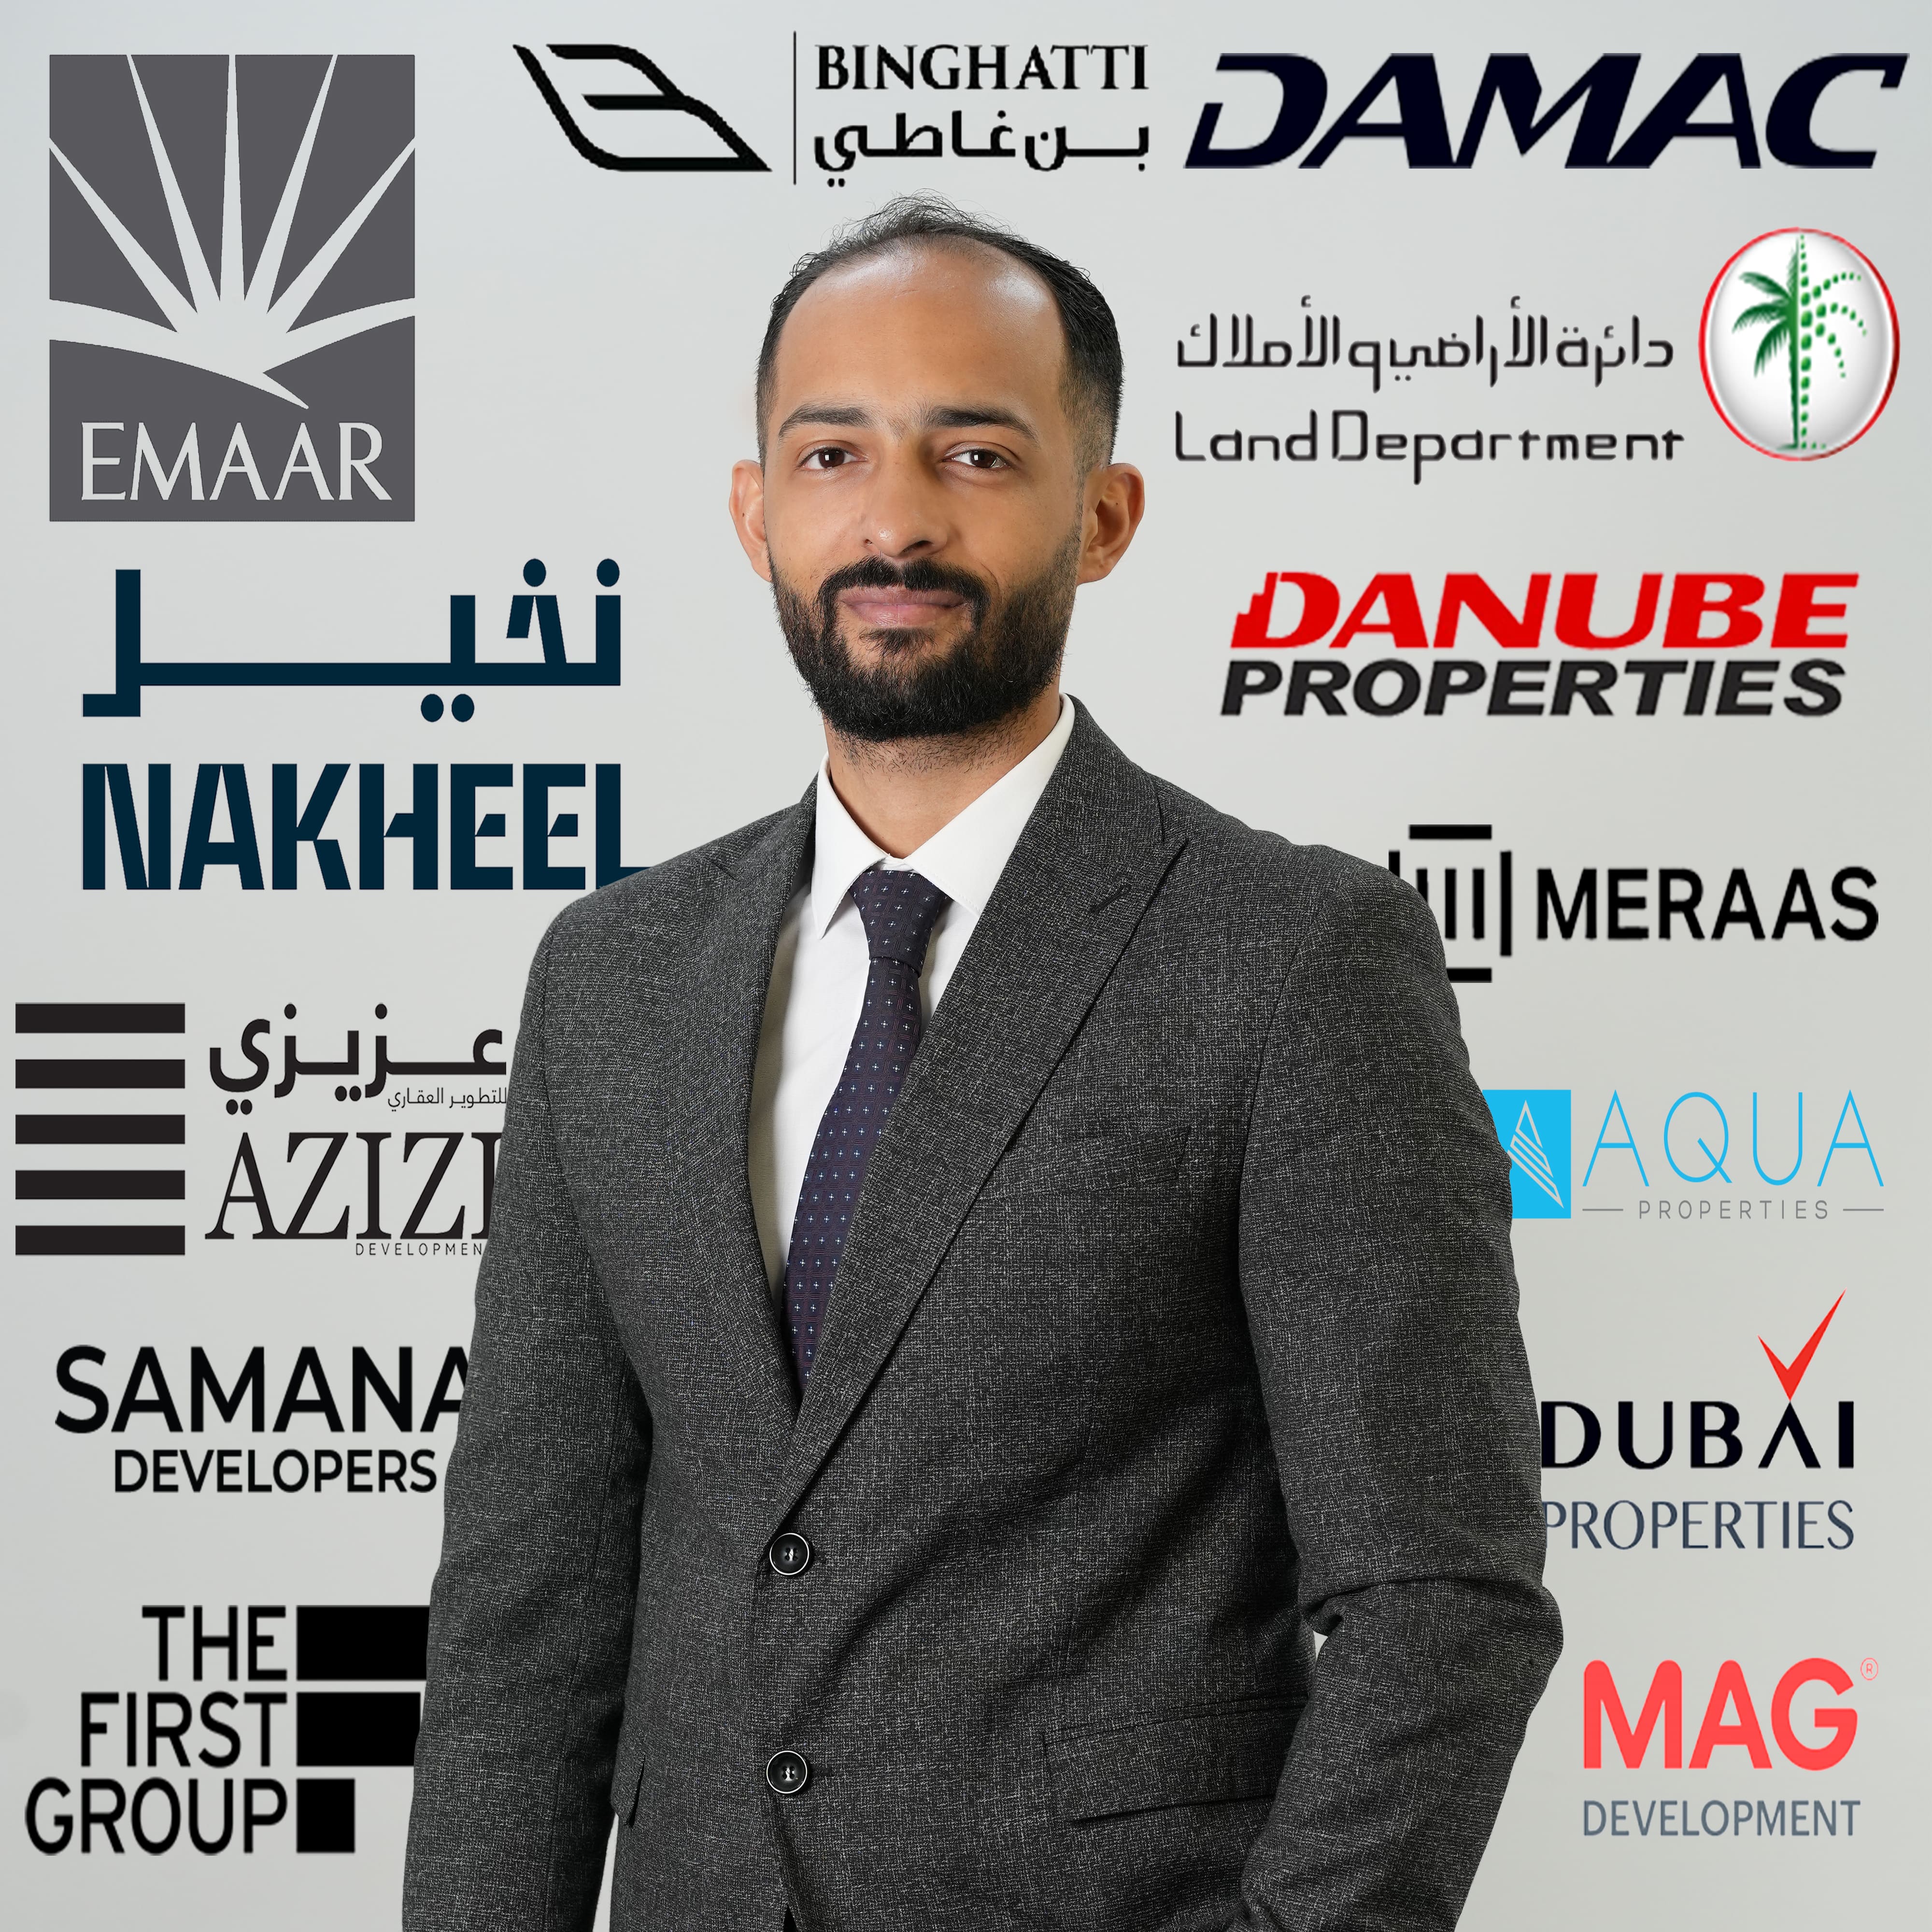 EMAAR
BINGHATTI
بن غاطي
DAMAC
دائرة الأراضي والأملاك
Land Department
نخيل
NAKHEEL
DANUBE
PROPERTIES
MERAAS
عزيزي
للتطوير العقاري
AZIZI
DEVELOPMEN
AQUA
PROPERTIES
SAMANA
DEVELOPERS
DUBAI
PROPERTIES
THE
FIRST
GROUP
MAG®
DEVELOPMENT